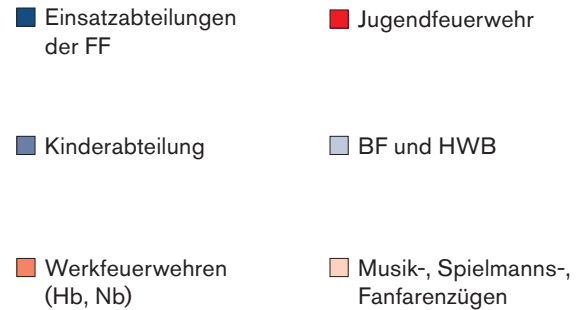 Einsatzabteilungen
der FF
Jugendfeuerwehr
Kinderabteilung
BF und HWB
Werkfeuerwehren
(Hb, Nb)
Musik-, Spielmanns-,
Fanfarenzügen